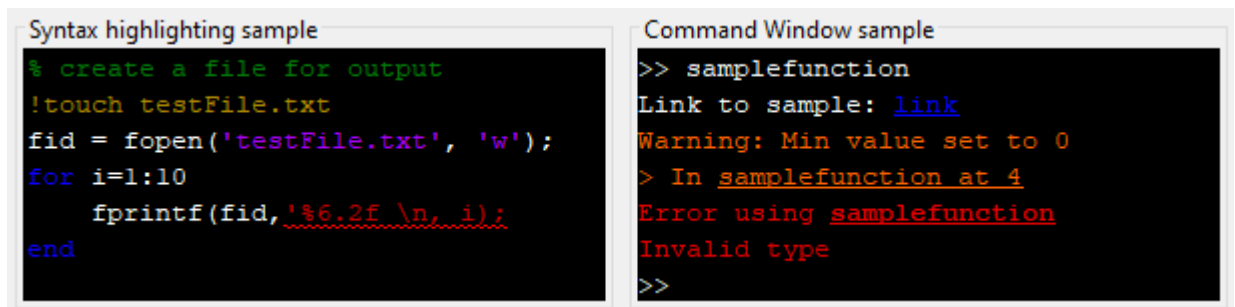 Syntax highlighting sample
% create a file for output
!touch testFile.txt
fid = fopen('testFile.txt', 'w');
for i=1:10
    fprintf(fid,'%6.2f \n, i);
end
Command Window sample
>> samplefunction
Link to sample: link
Warning: Min value set to 0
> In samplefunction at 4
Error using samplefunction
Invalid type
>>